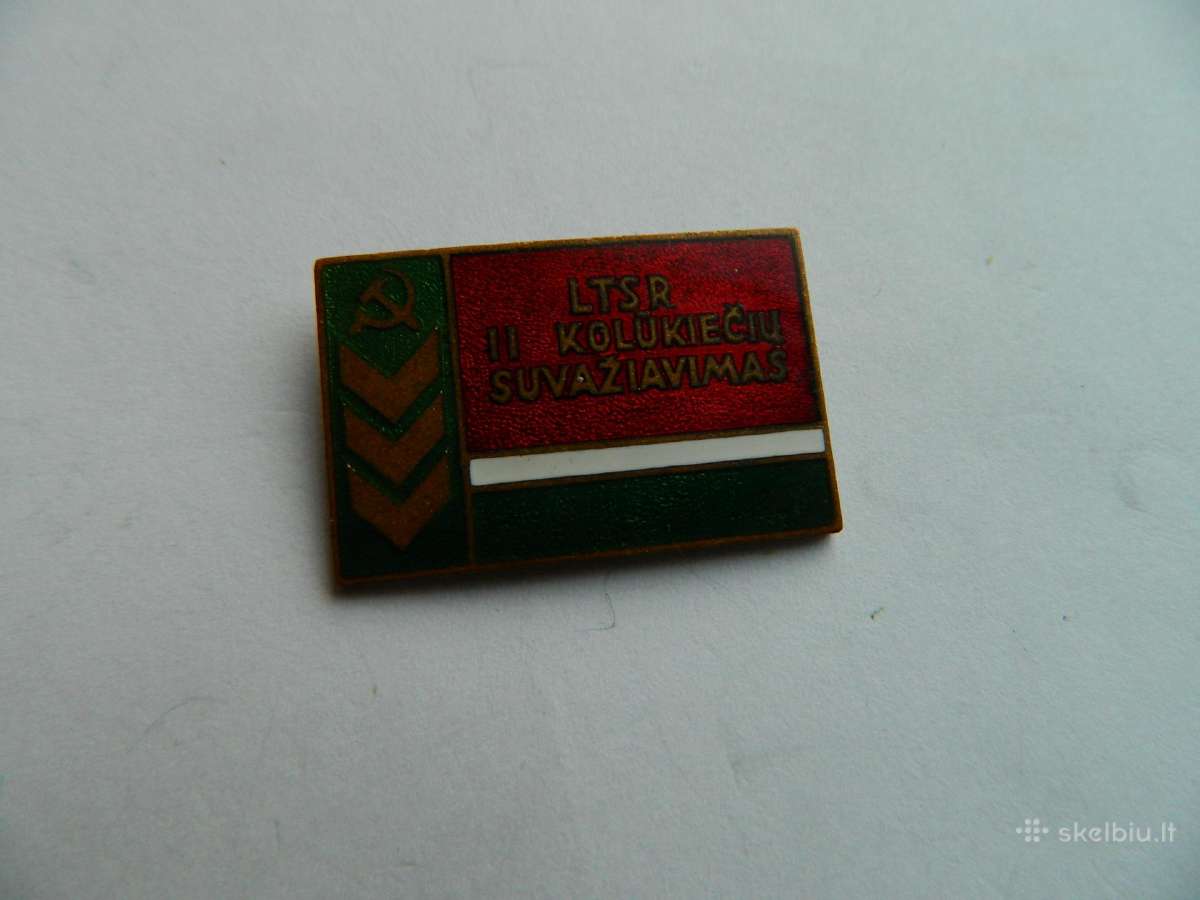 LTSR
II KOLŪKIEČIŲ
SUVAŽIAVIMAS
skelbiu.lt